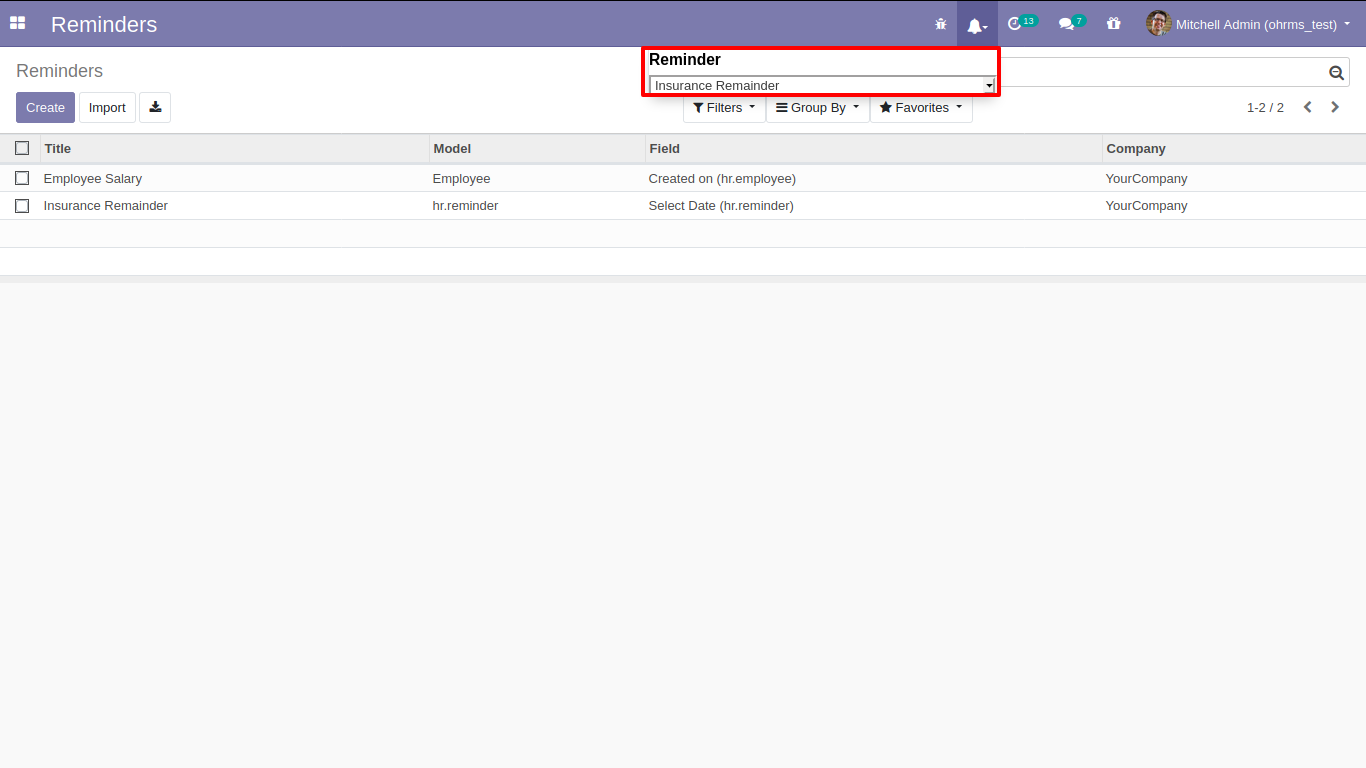 Reminders 13 7 Mitchell Admin (ohrms_test)
Reminder
Reminders
Insurance Remainder
Create Import Filters Group By Favorites 1-2 / 2
Title Model Field Company
Employee Salary Employee Created on (hr.employee) YourCompany
Insurance Remainder hr.reminder Select Date (hr.reminder) YourCompany